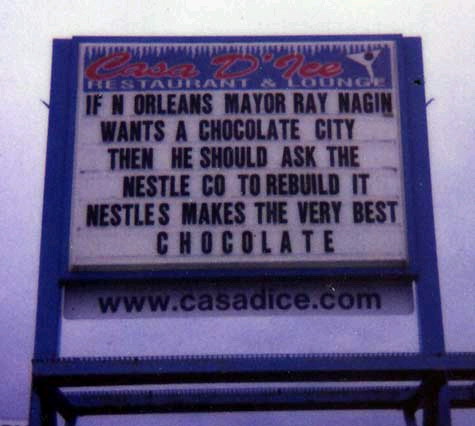 Casa D'Ice
RESTAURANT & LOUNGE
IF N ORLEANS MAYOR RAY NAGIN
WANTS A CHOCOLATE CITY
THEN HE SHOULD ASK THE
NESTLE CO TO REBUILD IT
NESTLES MAKES THE VERY BEST
CHOCOLATE
www.casadice.com